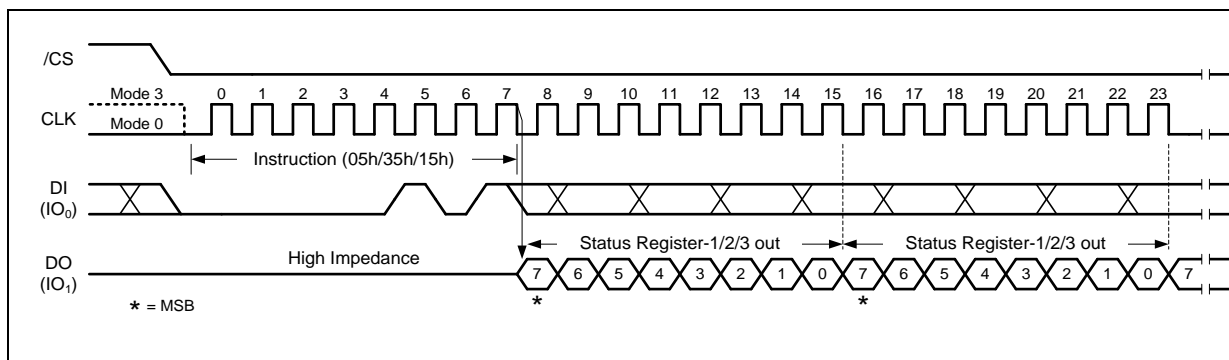 /CS
Mode 3 0 1 2 3 4 5 6 7 8 9 10 11 12 13 14 15 16 17 18 19 20 21 22 23
CLK
Mode 0
Instruction (05h/35h/15h)
DI
(IO₀)
Status Register-1/2/3 out Status Register-1/2/3 out
High Impedance
DO
(IO₁)
7 6 5 4 3 2 1 0 7 6 5 4 3 2 1 0 7
* *
* = MSB